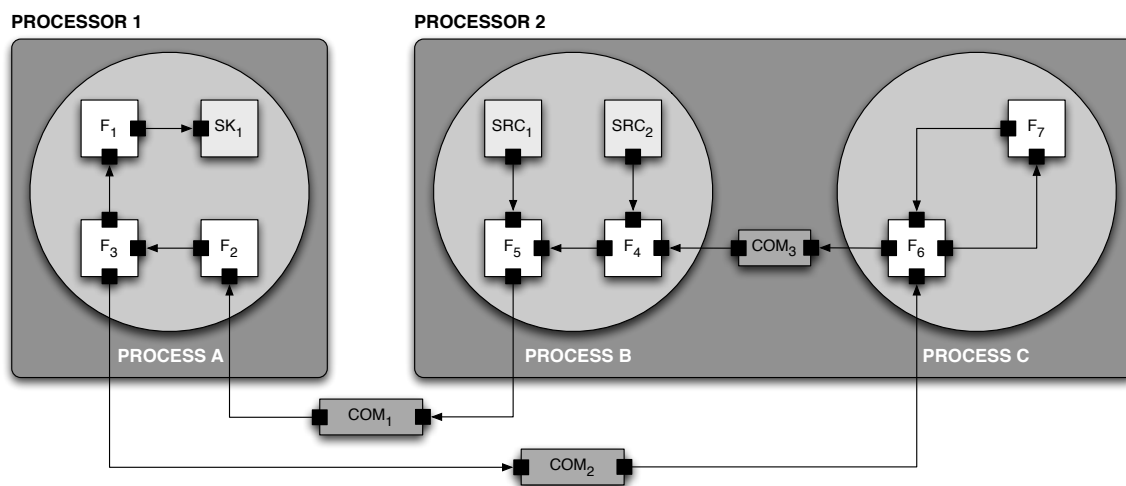 PROCESSOR 1
PROCESSOR 2
F1
SK1
SRC1
SRC2
F7
F3
F2
F5
F4
COM3
F6
PROCESS A
PROCESS B
PROCESS C
COM1
COM2